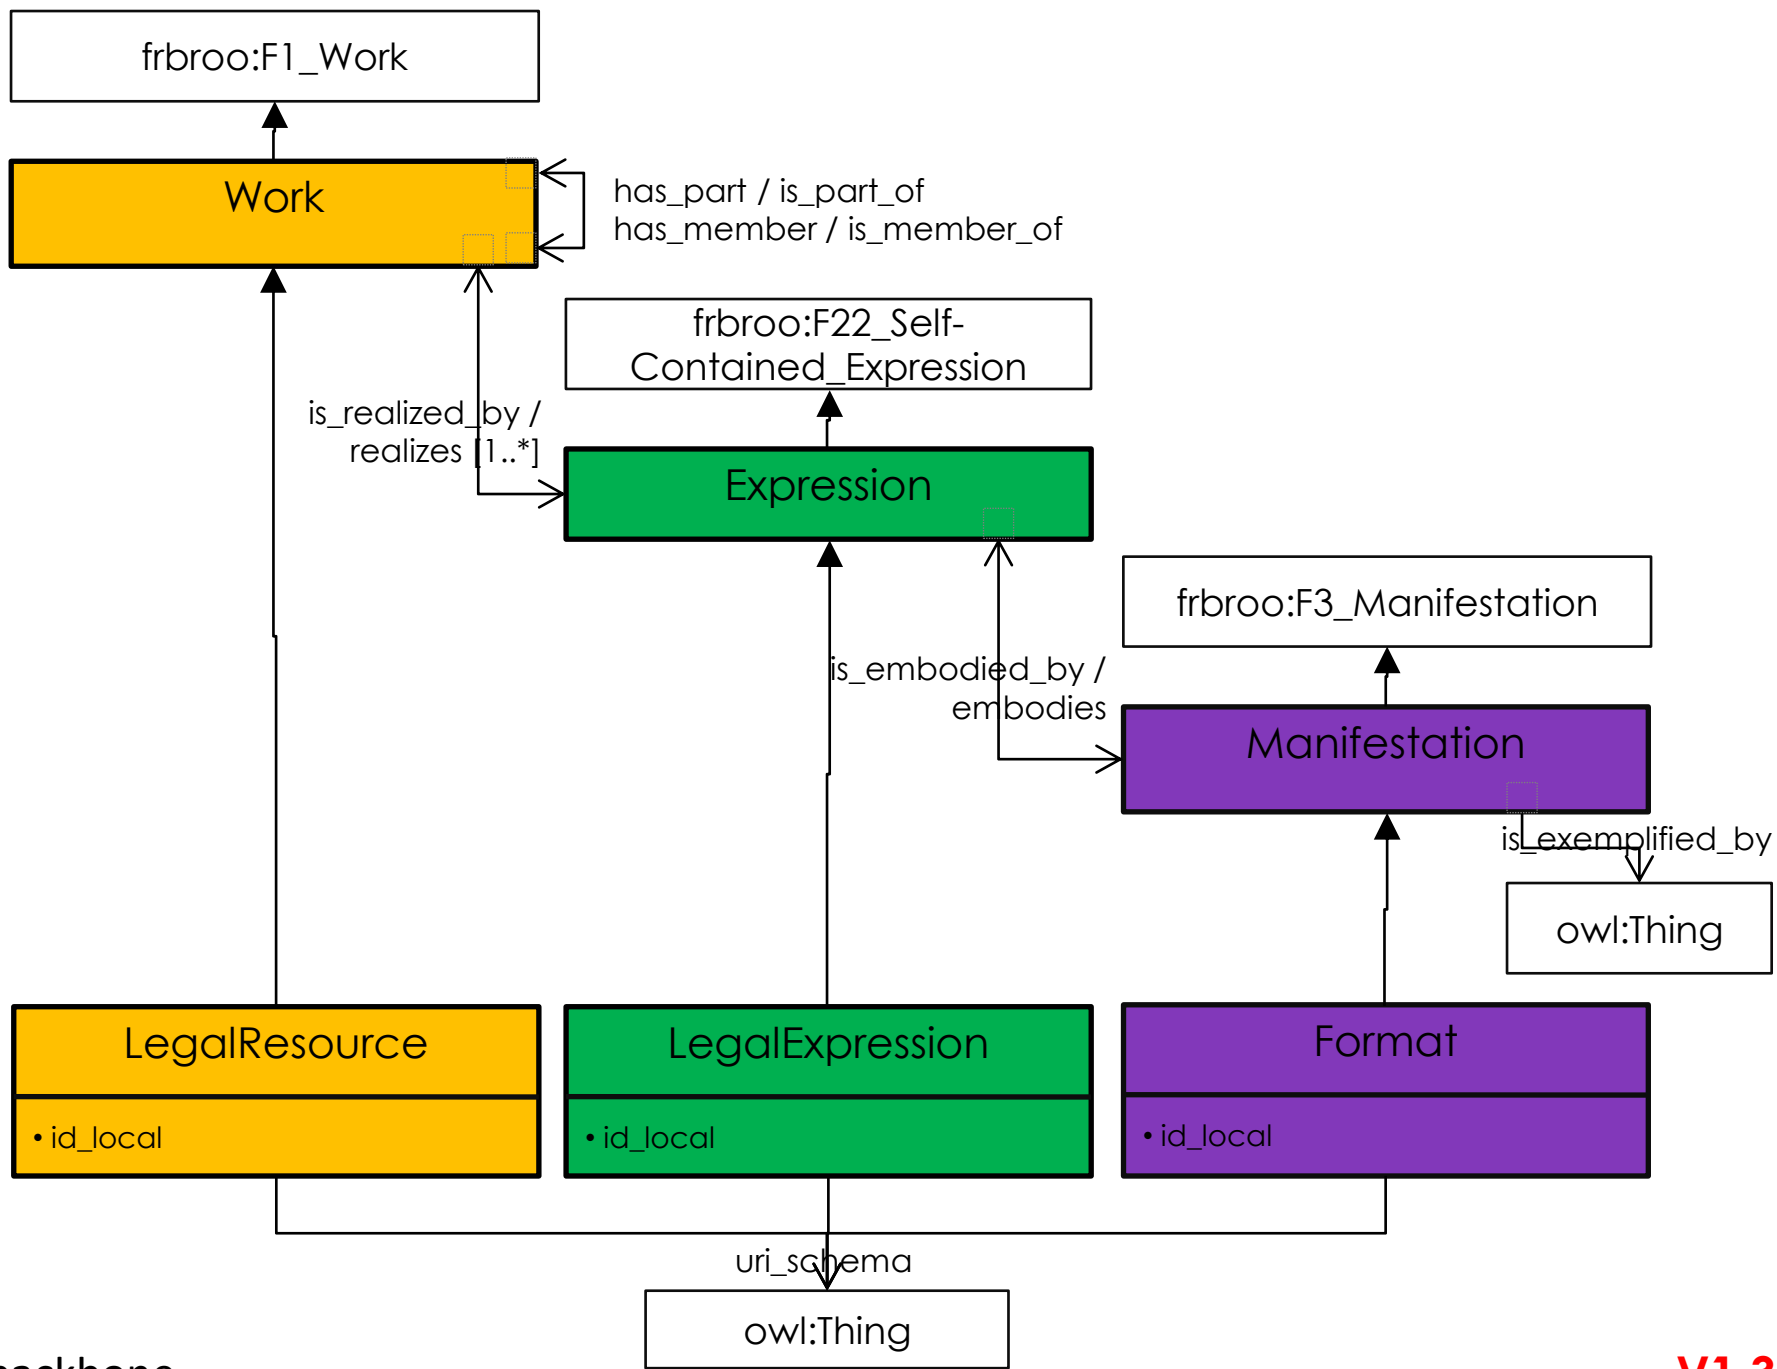 frbroo:F1_Work
Work
has_part / is_part_of
has_member / is_member_of
frbroo:F22_Self-
Contained_Expression
is_realized_by /
realizes [1..*]
Expression
frbroo:F3_Manifestation
is_embodied_by /
embodies
Manifestation
is_exemplified_by
owl:Thing
LegalResource
• id_local
LegalExpression
• id_local
Format
• id_local
uri_schema
owl:Thing